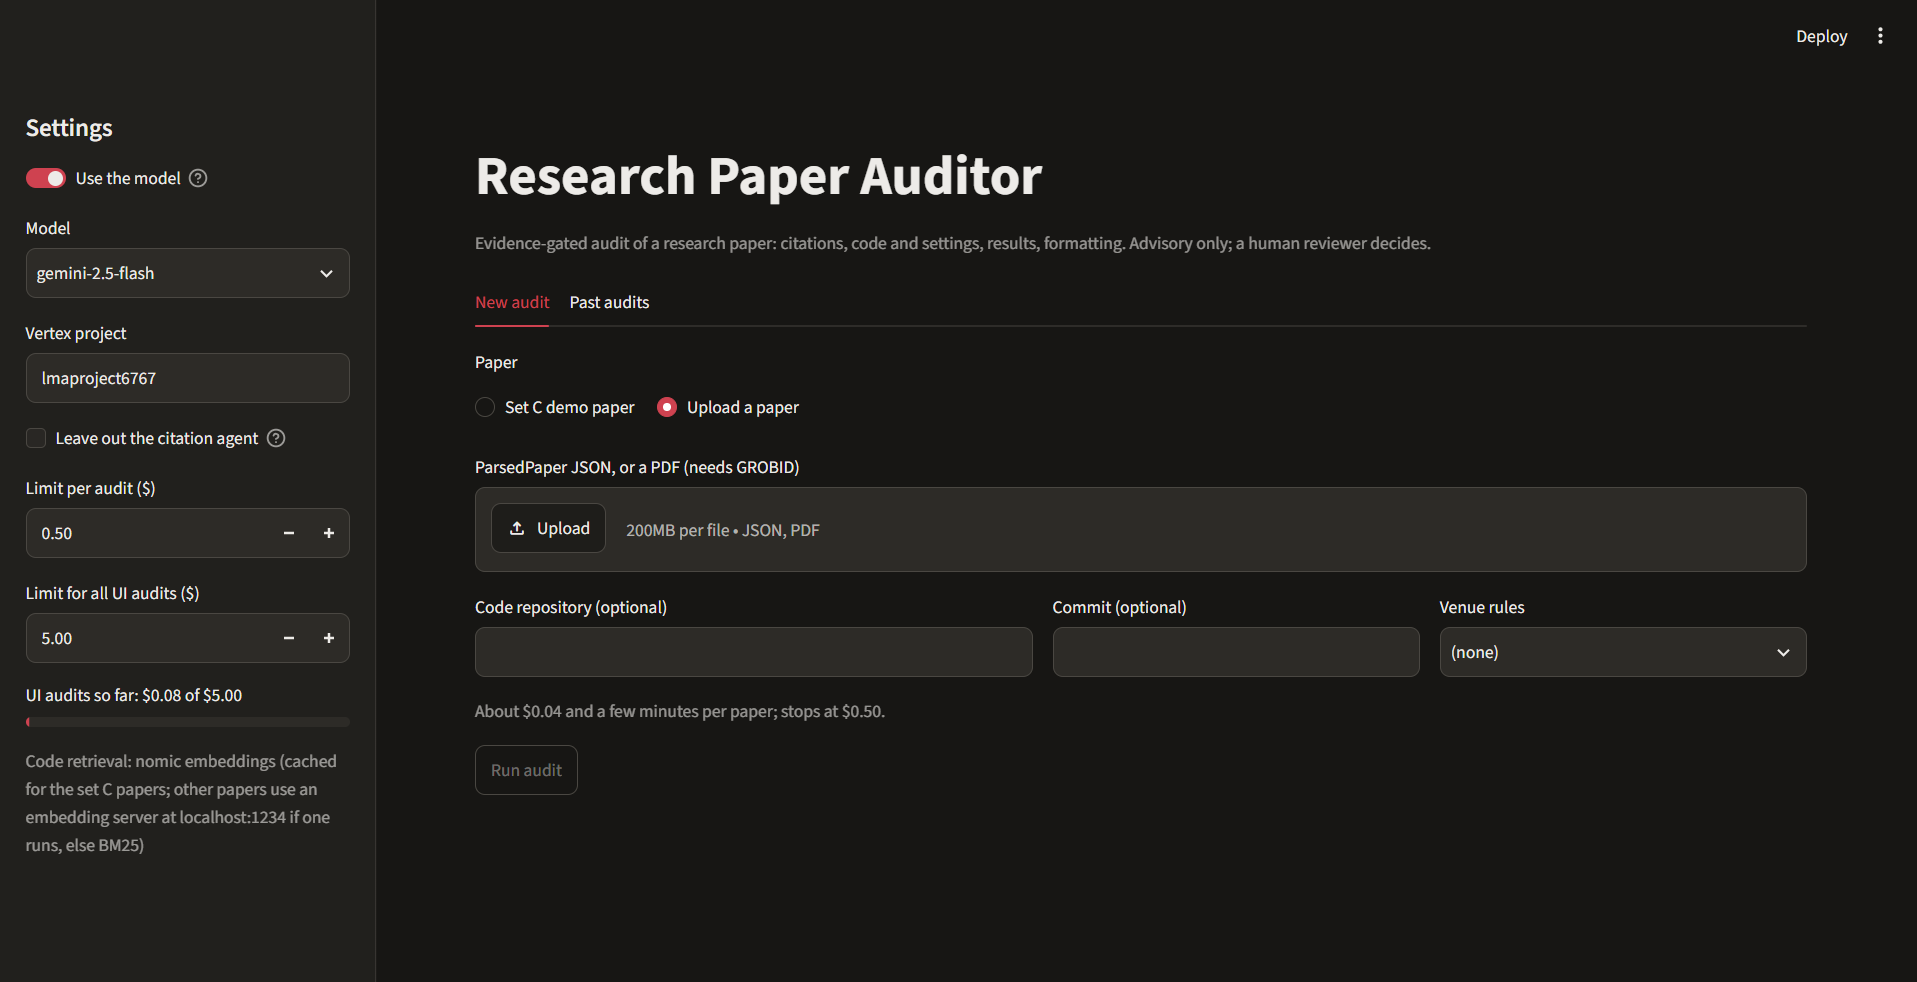 Deploy
Settings
Use the model
Model
gemini-2.5-flash
Vertex project
lmaproject6767
Leave out the citation agent
Limit per audit ($)
0.50
Limit for all UI audits ($)
5.00
UI audits so far: $0.08 of $5.00
Code retrieval: nomic embeddings (cached
for the set C papers; other papers use an
embedding server at localhost:1234 if one
runs, else BM25)
Research Paper Auditor
Evidence-gated audit of a research paper: citations, code and settings, results, formatting. Advisory only; a human reviewer decides.
New audit Past audits
Paper
Set C demo paper Upload a paper
ParsedPaper JSON, or a PDF (needs GROBID)
Upload 200MB per file • JSON, PDF
Code repository (optional) Commit (optional) Venue rules
(none)
About $0.04 and a few minutes per paper; stops at $0.50.
Run audit